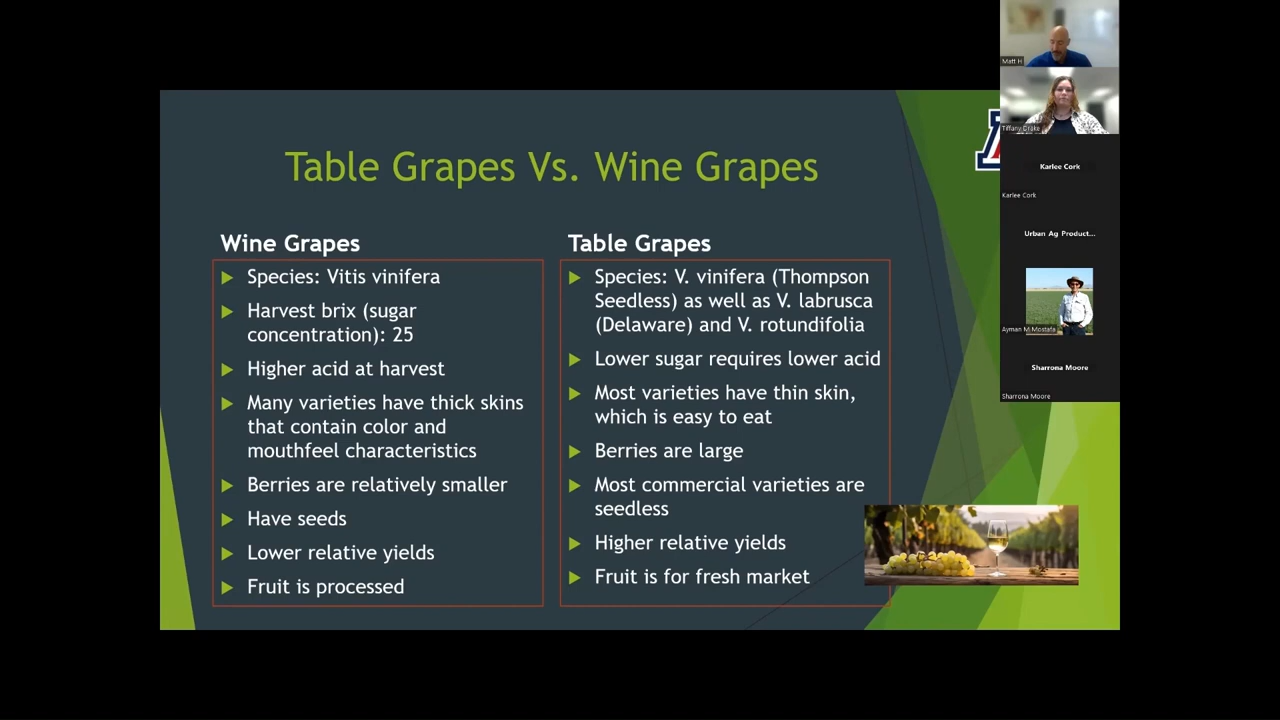 Table Grapes Vs. Wine Grapes
Wine Grapes
Species: Vitis vinifera
Harvest brix (sugar
concentration): 25
Higher acid at harvest
Many varieties have thick skins
that contain color and
mouthfeel characteristics
Berries are relatively smaller
Have seeds
Lower relative yields
Fruit is processed
Table Grapes
Species: V. vinifera (Thompson
Seedless) as well as V. labrusca
(Delaware) and V. rotundifolia
Lower sugar requires lower acid
Most varieties have thin skin,
which is easy to eat
Berries are large
Most commercial varieties are
seedless
Higher relative yields
Fruit is for fresh market
Matt H
Tiffany Drake
Karlee Cork
Karlee Cork
Urban Ag Product...
Ayman M.Mostafa
Sharrona Moore
Sharrona Moore